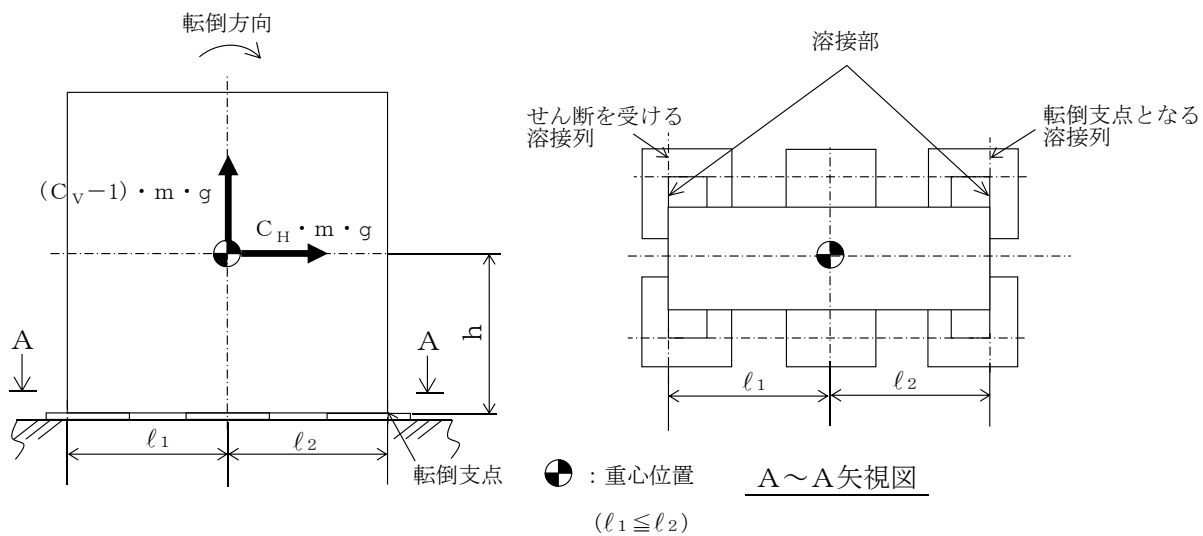 転倒方向
(CV－1)・m・g
CH・m・g
h
A
A
ℓ1
ℓ2
転倒支点
溶接部
せん断を受ける
溶接列
転倒支点となる
溶接列
ℓ1
ℓ2
：重心位置
(ℓ1≦ℓ2)
A～A矢視図